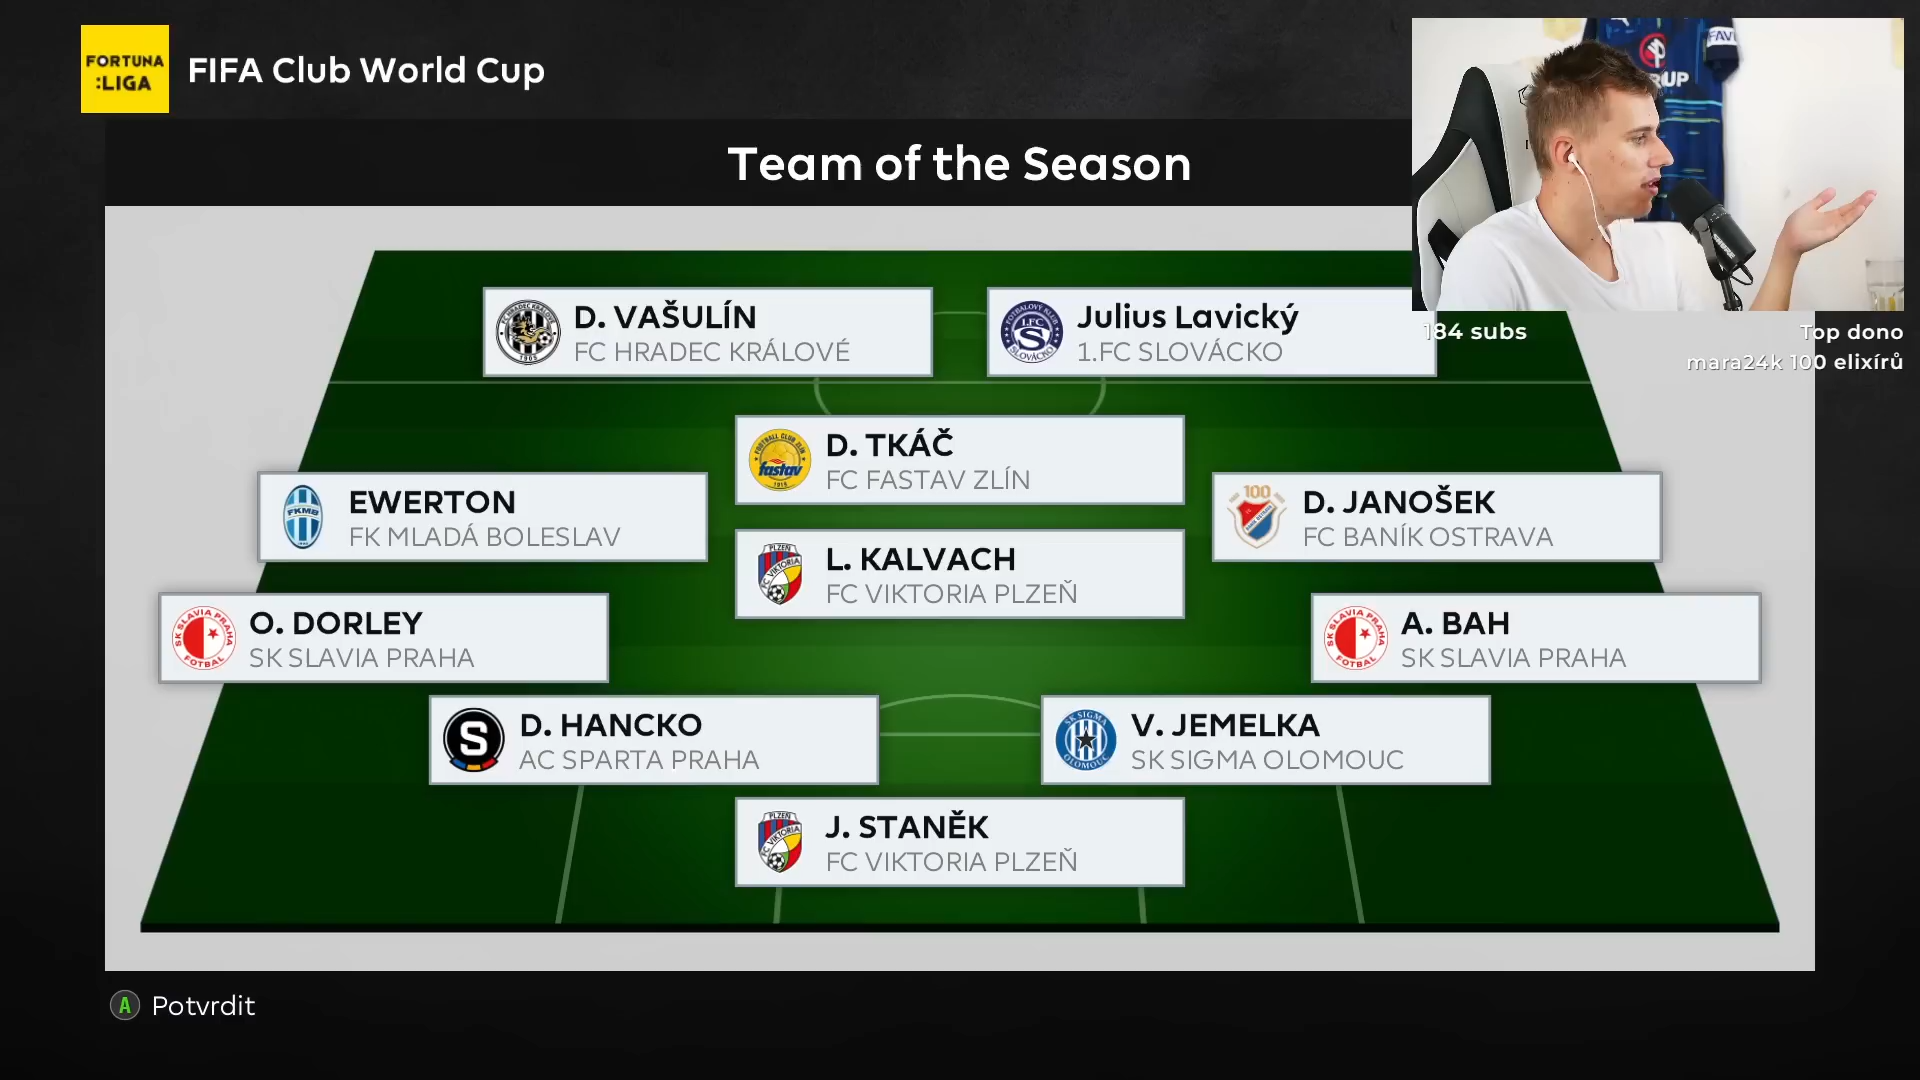 FORTUNA
:LIGA
FIFA Club World Cup
Team of the Season
184 subs
Top dono
mara24k 100 elixírů
D. VAŠULÍN
FC HRADEC KRÁLOVÉ
Julius Lavický
1.FC SLOVÁCKO
D. TKÁČ
FC FASTAV ZLÍN
EWERTON
FK MLADÁ BOLESLAV
D. JANOŠEK
FC BANÍK OSTRAVA
L. KALVACH
FC VIKTORIA PLZEŇ
O. DORLEY
SK SLAVIA PRAHA
A. BAH
SK SLAVIA PRAHA
D. HANCKO
AC SPARTA PRAHA
V. JEMELKA
SK SIGMA OLOMOUC
J. STANĚK
FC VIKTORIA PLZEŇ
A Potvrdit